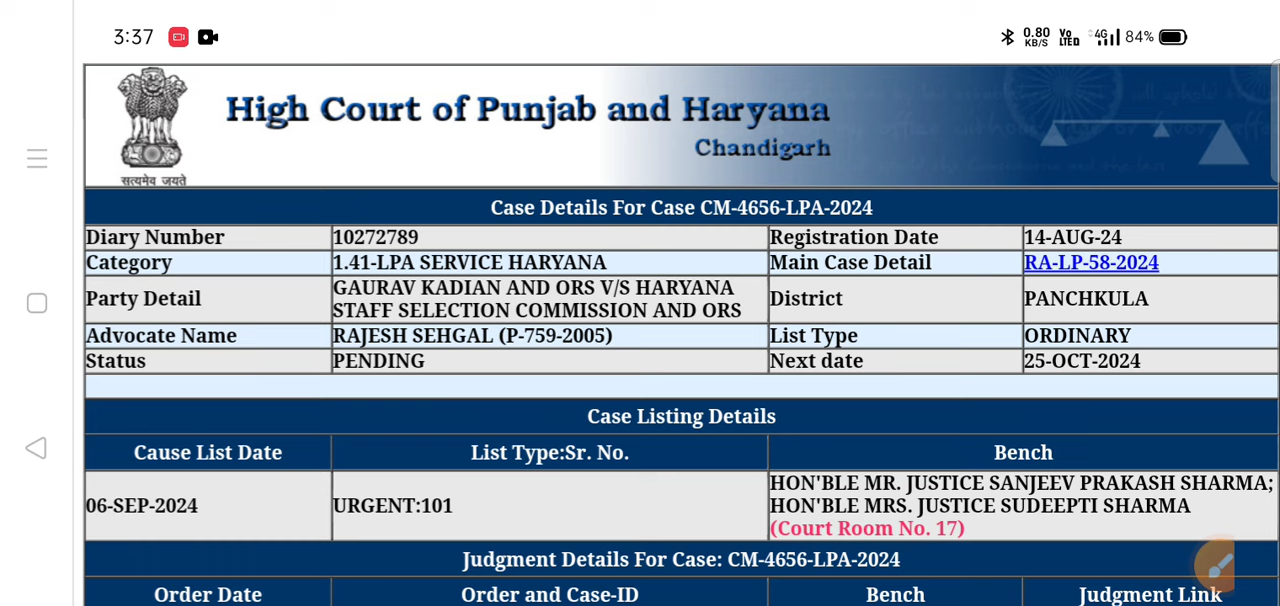 3:37 0.80 KB/S Vo LTE 4G 84%
High Court of Punjab and Haryana
Chandigarh
सत्यमेव जयते
Case Details For Case CM-4656-LPA-2024
Diary Number 10272789 Registration Date 14-AUG-24
Category 1.41-LPA SERVICE HARYANA Main Case Detail RA-LP-58-2024
Party Detail GAURAV KADIAN AND ORS V/S HARYANA STAFF SELECTION COMMISSION AND ORS District PANCHKULA
Advocate Name RAJESH SEHGAL (P-759-2005) List Type ORDINARY
Status PENDING Next date 25-OCT-2024
Case Listing Details
Cause List Date List Type:Sr. No. Bench
06-SEP-2024 URGENT:101 HON'BLE MR. JUSTICE SANJEEV PRAKASH SHARMA;
HON'BLE MRS. JUSTICE SUDEEPTI SHARMA
(Court Room No. 17)
Judgment Details For Case: CM-4656-LPA-2024
Order Date Order and Case-ID Bench Judgment Link